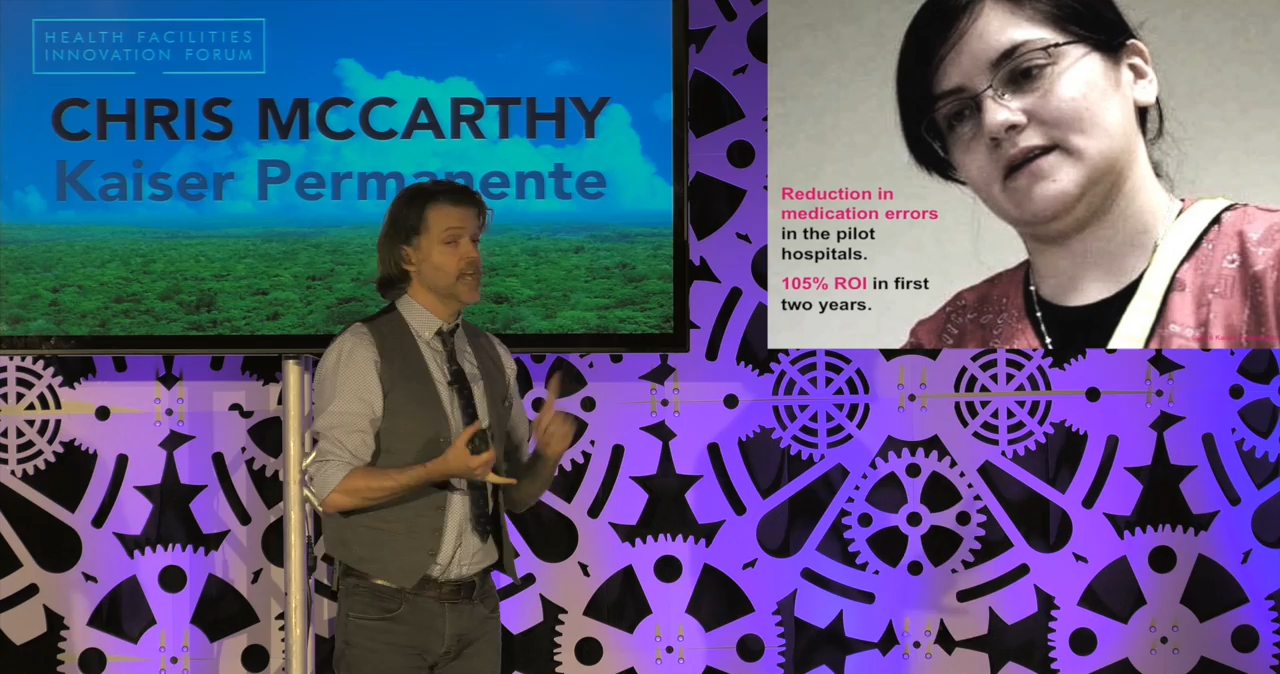 HEALTH FACILITIES
INNOVATION FORUM
CHRIS MCCARTHY
Kaiser Permanente
Reduction in
medication errors
in the pilot
hospitals.
105% ROI in first
two years.